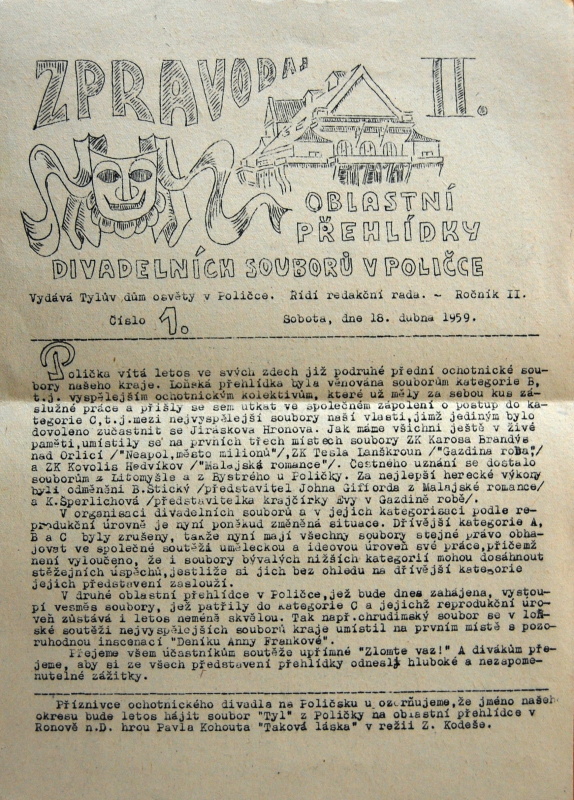 ZPRAVODAJ II.
OBLASTNÍ
PŘEHLÍDKY
DIVADELNÍCH SOUBORŮ V POLIČCE
Vydává Tylův dům osvěty v Poličce. Řídí redakční rada. - Ročník II.
Číslo 1. Sobota, dne 18. dubna 1959.
Polička vítá letos ve svých zdech již podruhé přední ochotnické sou-
bory našeho kraje. Loňská přehlídka byla věnována souborům kategorie B,
t.j. vyspělejším ochotnickým kolektivům, které už měly za sebou kus zá-
služné práce a přišly se sem utkat ve společném zápolení o postup do ka-
tegorie C,t.j.mezi nejvyspělejší soubory naší vlasti,jimž jediným bylo
dovoleno zúčastnit se Jiráskova Hronova. Jak máme všichni ještě v živé
paměti,umístily se na prvních třech místech soubory ZK Karosa Brandýs
nad Orlicí /"Neapol,město milionů"/,ZK Tesla Lanškroun /"Gazdina roba"/
a ZK Kovolis Hedvíkov /"Malajská romance"/. Čestného uznání se dostalo
souborům z Litomyšle a z Bystrého u Poličky. Za nejlepší herecké výkony
byli odměněni B.Stický /představitel Johna Gifforda z Malajské romance/
a K.Sperlichová /představitelka krajčírky Evy v Gazdině robě/.
V organisaci divadelních souborů a v jejich kategorisaci podle re-
produkční úrovně je nyní poněkud změněná situace. Dřívější kategorie A,
B a C byly zrušeny, takže nyní mají všechny soubory stejné právo obha-
jovat ve společné soutěži uměleckou a ideovou úroveň své práce,přičemž
není vyloučeno, že i soubory bývalých nižších kategorií mohou dosáhnout
stěžejních úspěchů,jestliže si jich bez ohledu na dřívější kategorie
jejich představení zaslouží.
V druhé oblastní přehlídce v Poličce,jež bude dnes zahájena, vystou-
pí vesměs soubory, jež patřily do kategorie C a jejichž reprodukční úro-
veň zůstává i letos neméně skvělou. Tak např.chrudimský soubor se v loň-
ské soutěži nejvyspělejších souborů kraje umístil na prvním místě s pozo-
ruhodnou inscenací "Deníku Anny Frankové".
Přejeme všem účastníkům soutěže upřímné "Zlomte vaz!" A divákům pře-
jeme, aby si ze všech představení přehlídky odnesli hluboké a nezapome-
nutelné zážitky.
Příznivce ochotnického divadla na Poličsku upozorňujeme,že jméno našeho
okresu bude letos hájit soubor "Tyl" z Poličky na oblastní přehlídce v
Ronově n.D. hrou Pavla Kohouta "Taková láska" v režii Z. Kodeše.